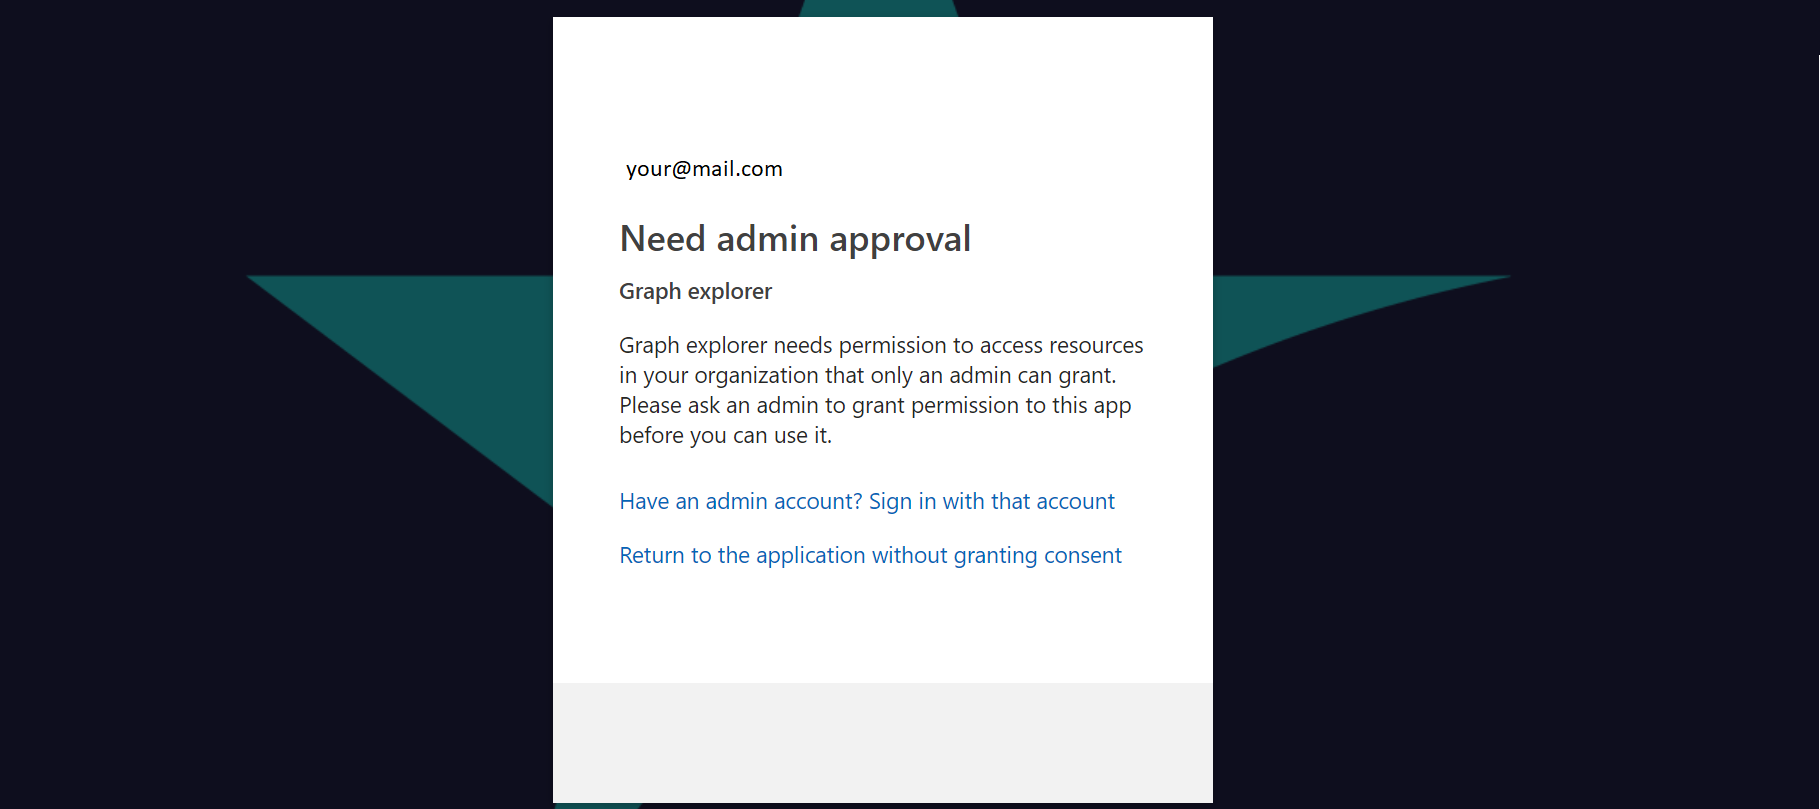 your@mail.com
Need admin approval
Graph explorer
Graph explorer needs permission to access resources
in your organization that only an admin can grant.
Please ask an admin to grant permission to this app
before you can use it.
Have an admin account? Sign in with that account
Return to the application without granting consent